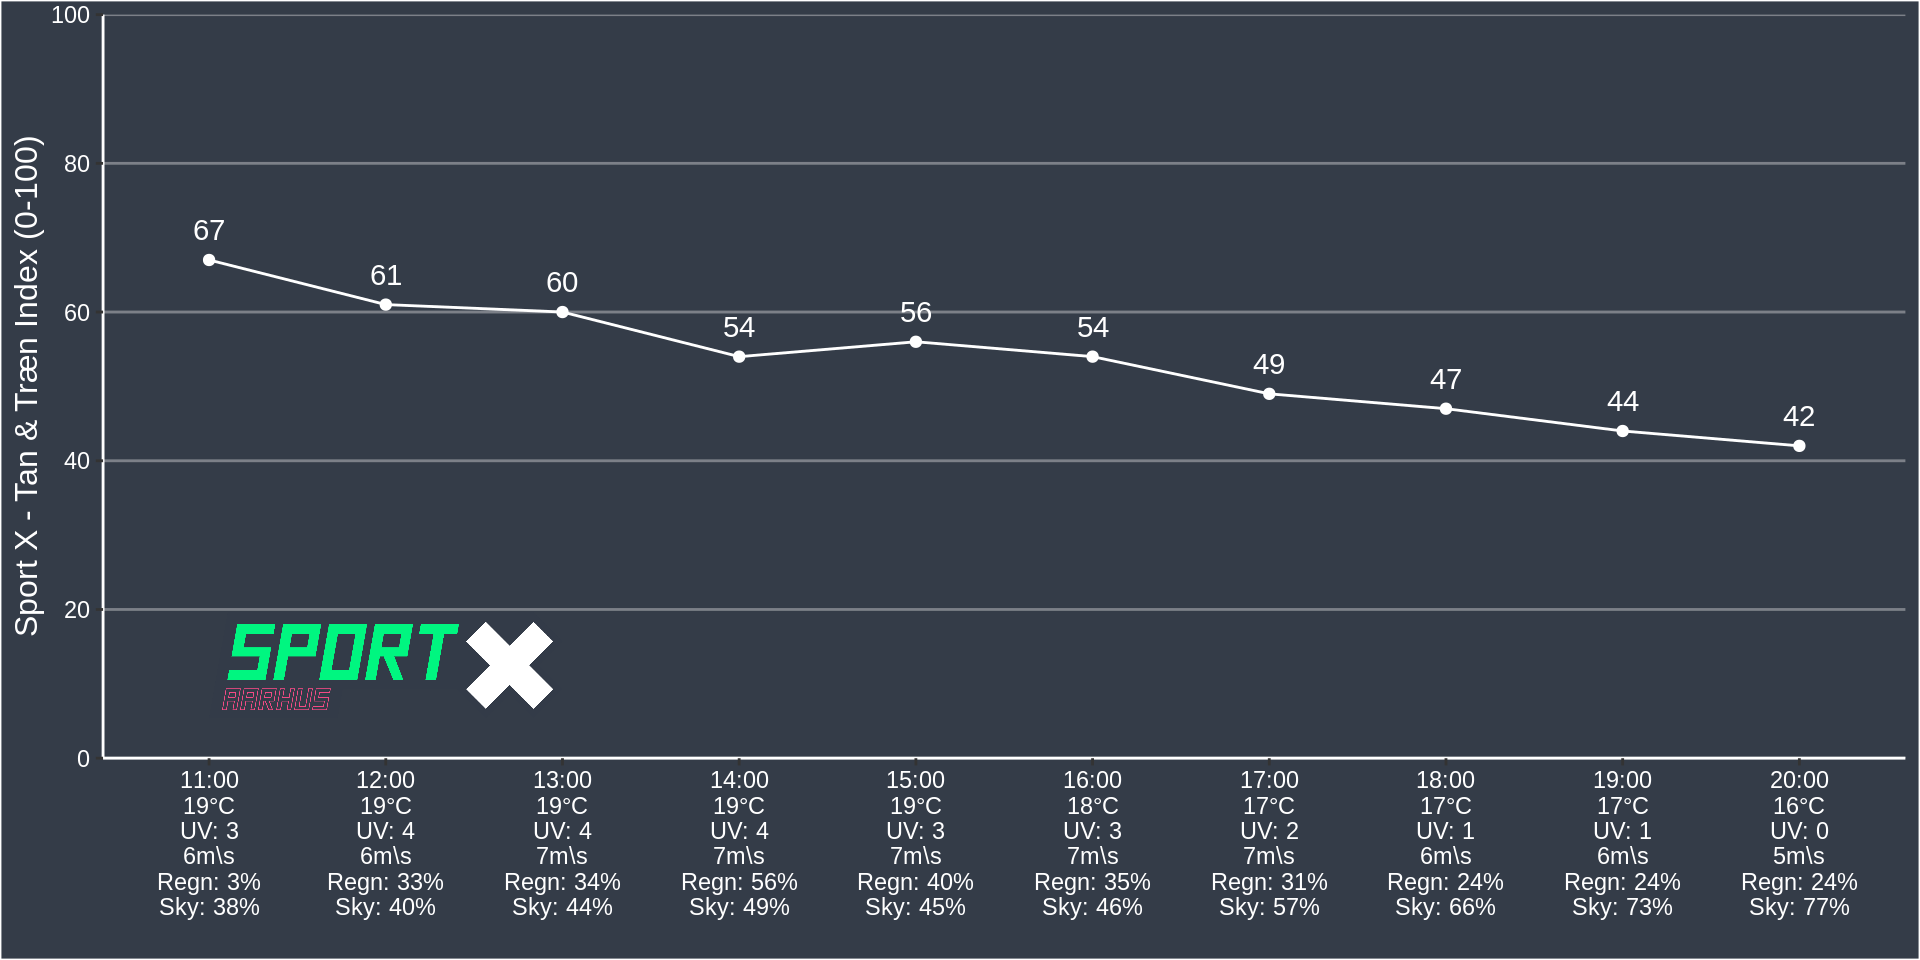 Sport X - Tan & Træn Index (0-100)
100
80
60
40
20
0
67
61
60
54
56
54
49
47
44
42
SPORT X
AARHUS
11:00 12:00 13:00 14:00 15:00 16:00 17:00 18:00 19:00 20:00
19°C 19°C 19°C 19°C 19°C 18°C 17°C 17°C 17°C 16°C
UV: 3 UV: 4 UV: 4 UV: 4 UV: 3 UV: 3 UV: 2 UV: 1 UV: 1 UV: 0
6m\s 6m\s 7m\s 7m\s 7m\s 7m\s 7m\s 6m\s 6m\s 5m\s
Regn: 3% Regn: 33% Regn: 34% Regn: 56% Regn: 40% Regn: 35% Regn: 31% Regn: 24% Regn: 24% Regn: 24%
Sky: 38% Sky: 40% Sky: 44% Sky: 49% Sky: 45% Sky: 46% Sky: 57% Sky: 66% Sky: 73% Sky: 77%